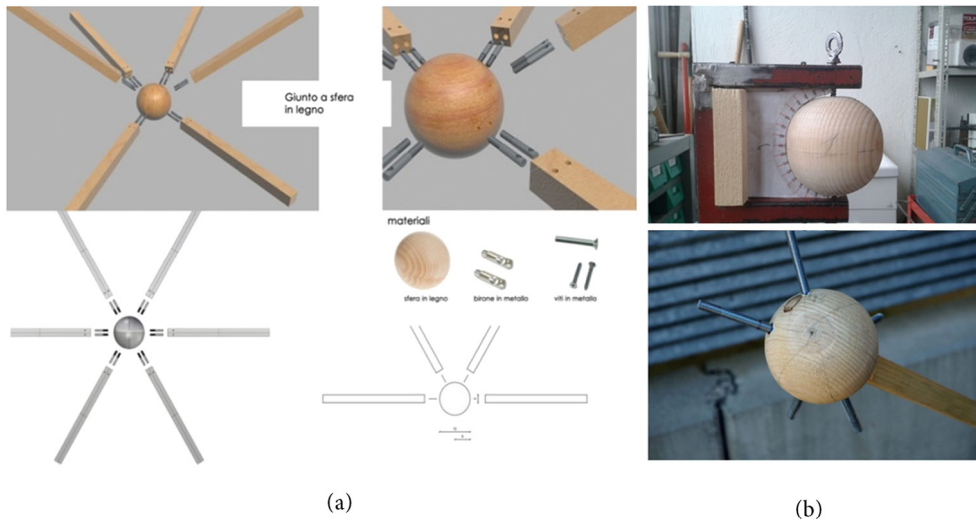 Giunto a sfera
in legno
materiali
sfera in legno
birone in metallo
viti in metallo
(a)
(b)